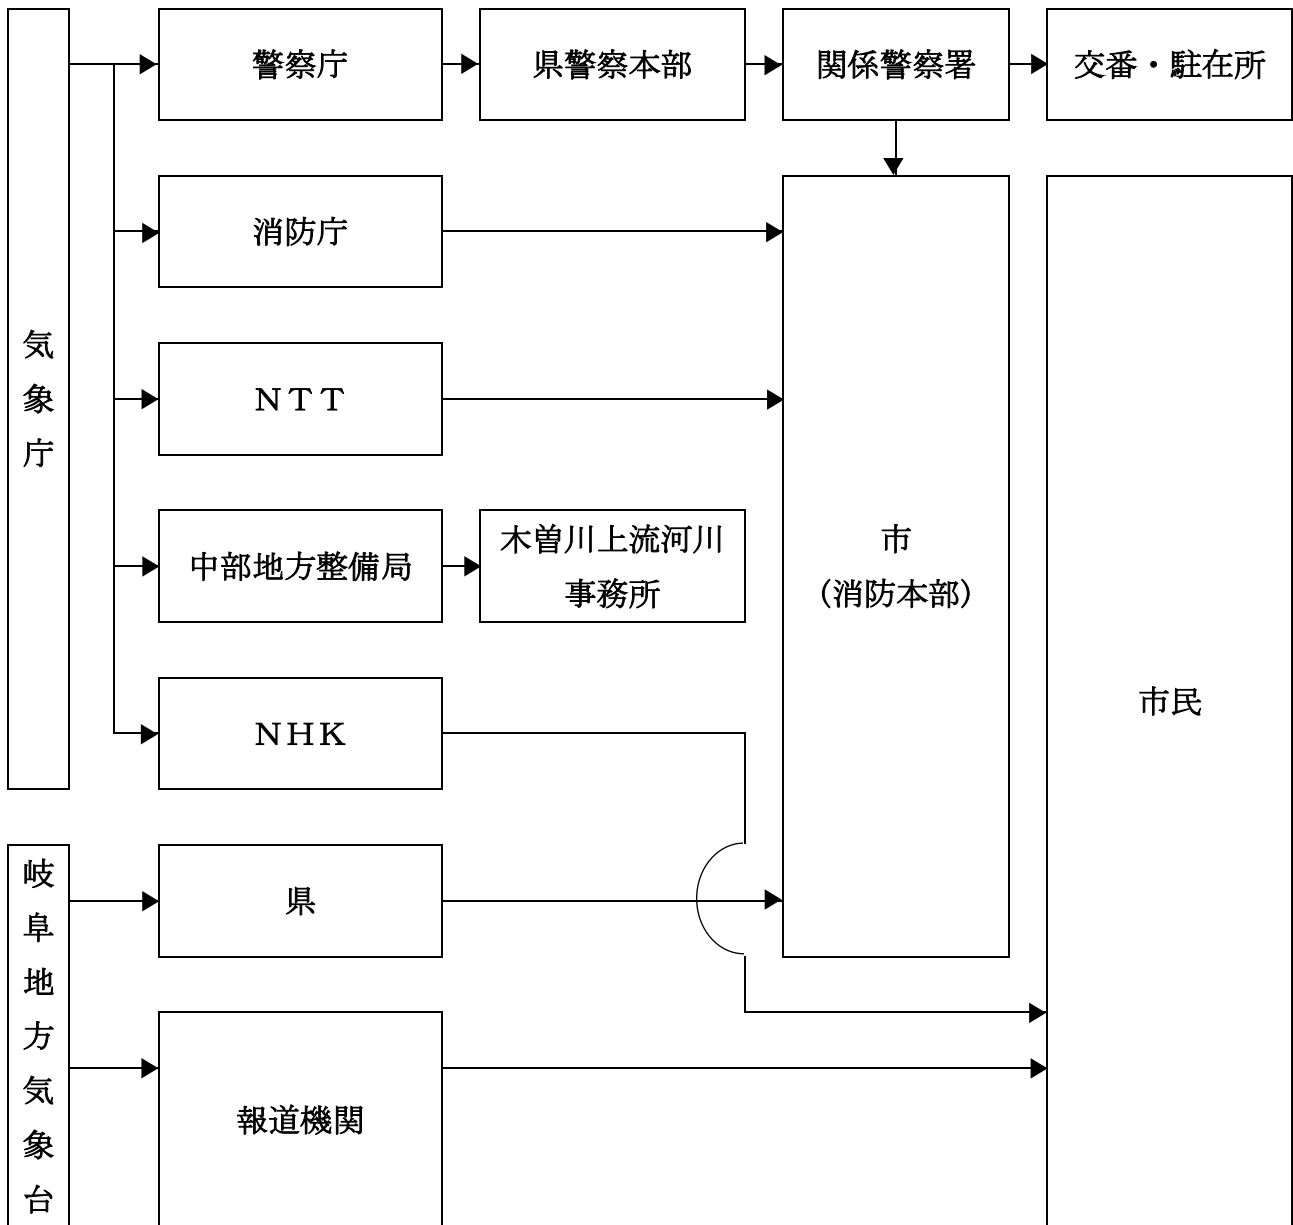 気象庁
警察庁
県警察本部
関係警察署
交番・駐在所
消防庁
ＮＴＴ
中部地方整備局
木曽川上流河川
事務所
ＮＨＫ
市
（消防本部）
市民
岐阜地方気象台
県
報道機関